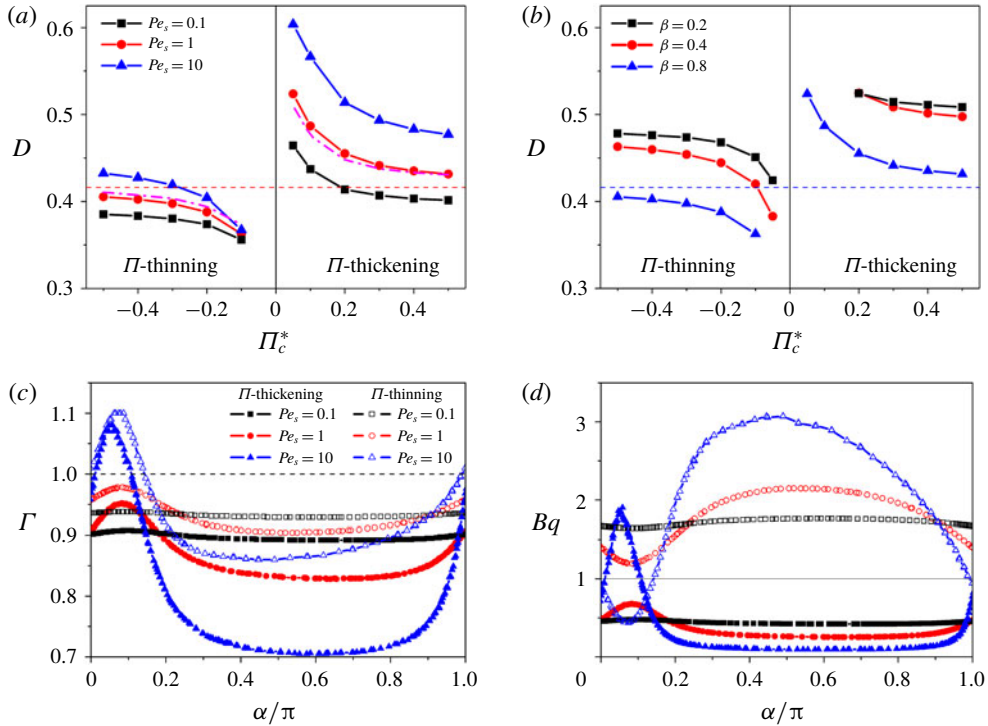 (a)
0.6
0.5
D
0.4
0.3
Pe_s = 0.1
Pe_s = 1
Pe_s = 10
Π-thinning
Π-thickening
−0.4 −0.2 0 0.2 0.4
Π_c^*
(b)
0.6
0.5
D
0.4
0.3
β = 0.2
β = 0.4
β = 0.8
Π-thinning
Π-thickening
−0.4 −0.2 0 0.2 0.4
Π_c^*
(c)
1.1
1.0
Γ
0.9
0.8
0.7
Π-thickening Π-thinning
Pe_s = 0.1 Pe_s = 0.1
Pe_s = 1 Pe_s = 1
Pe_s = 10 Pe_s = 10
0 0.2 0.4 0.6 0.8 1.0
α/π
(d)
3
2
Bq
1
0 0.2 0.4 0.6 0.8 1.0
α/π